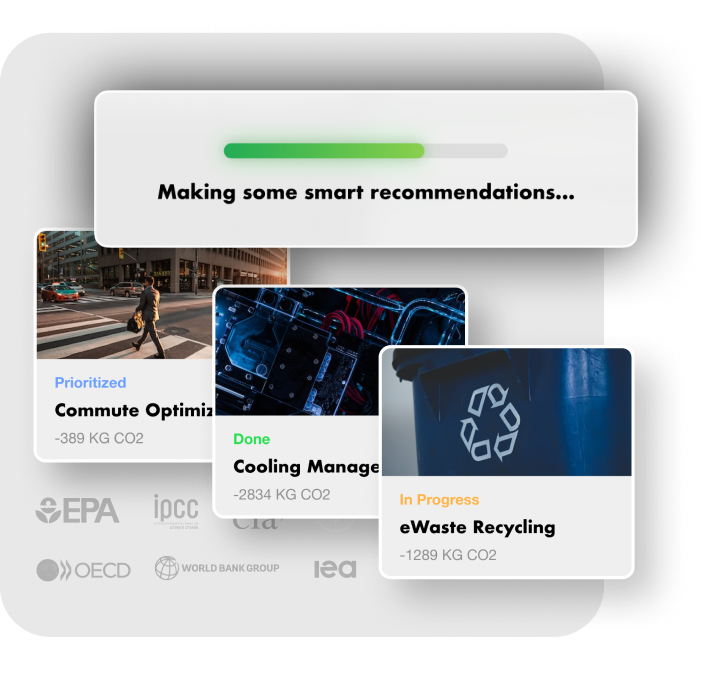 Making some smart recommendations...
Prioritized
Commute Optimiz
-389 KG CO2
Done
Cooling Manage
-2834 KG CO2
In Progress
eWaste Recycling
-1289 KG CO2
EPA
ipcc
OECD
WORLD BANK GROUP
iea